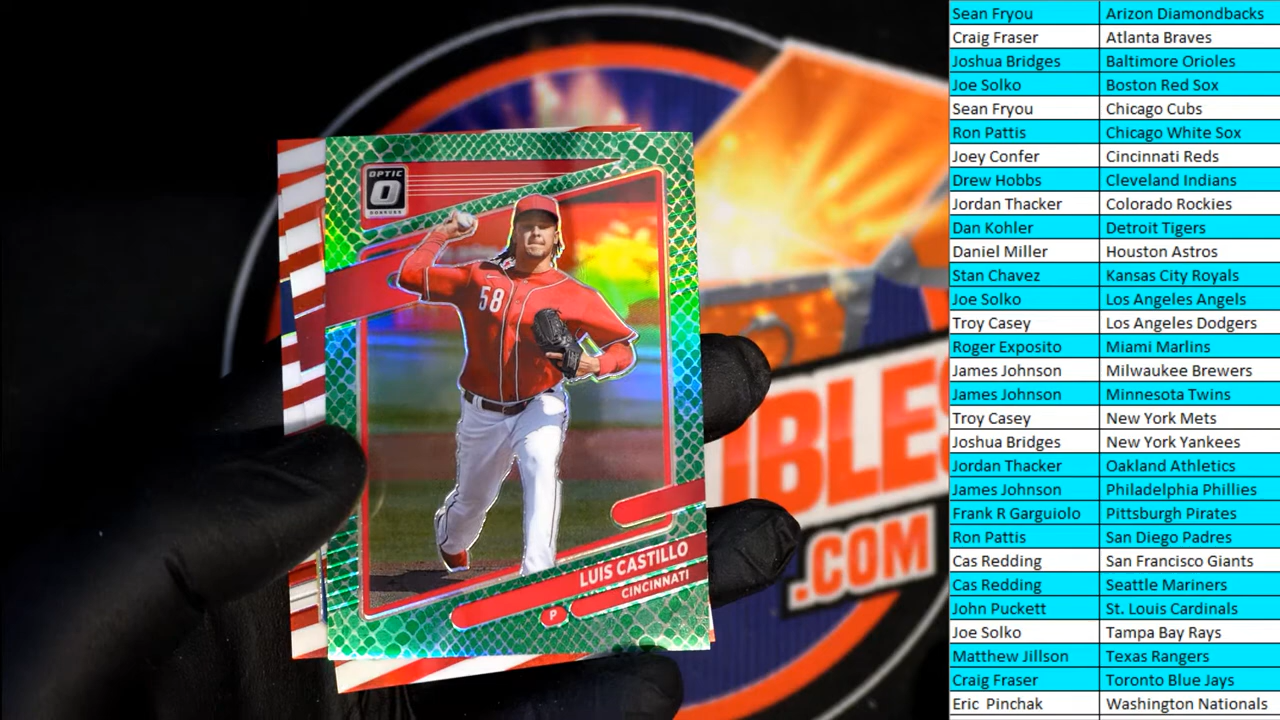 OPTIC
O
DONRUSS
58
LUIS CASTILLO
CINCINNATI
P
IBLES
.COM
Sean Fryou Arizon Diamondbacks
Craig Fraser Atlanta Braves
Joshua Bridges Baltimore Orioles
Joe Solko Boston Red Sox
Sean Fryou Chicago Cubs
Ron Pattis Chicago White Sox
Joey Confer Cincinnati Reds
Drew Hobbs Cleveland Indians
Jordan Thacker Colorado Rockies
Dan Kohler Detroit Tigers
Daniel Miller Houston Astros
Stan Chavez Kansas City Royals
Joe Solko Los Angeles Angels
Troy Casey Los Angeles Dodgers
Roger Exposito Miami Marlins
James Johnson Milwaukee Brewers
James Johnson Minnesota Twins
Troy Casey New York Mets
Joshua Bridges New York Yankees
Jordan Thacker Oakland Athletics
James Johnson Philadelphia Phillies
Frank R Garguiolo Pittsburgh Pirates
Ron Pattis San Diego Padres
Cas Redding San Francisco Giants
Cas Redding Seattle Mariners
John Puckett St. Louis Cardinals
Joe Solko Tampa Bay Rays
Matthew Jillson Texas Rangers
Craig Fraser Toronto Blue Jays
Eric Pinchak Washington Nationals